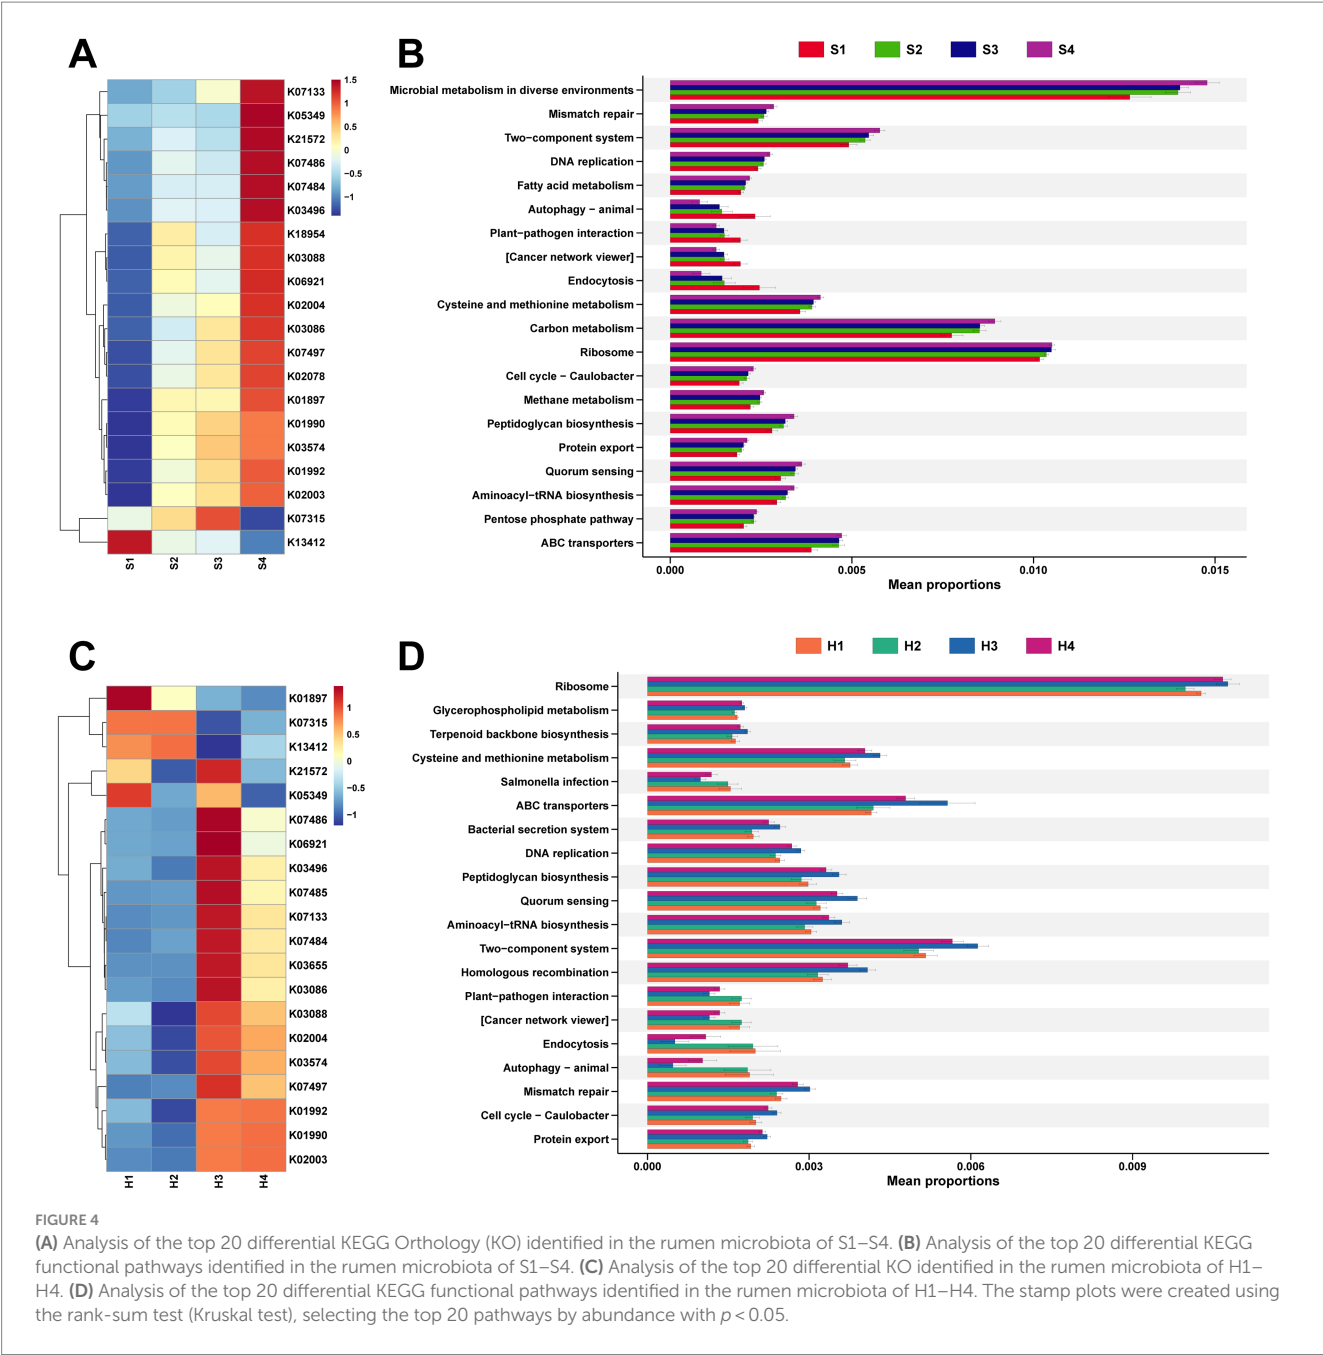 A
1.5
1
0.5
0
−0.5
−1
K07133
K05349
K21572
K07486
K07484
K03496
K18954
K03088
K06921
K02004
K03086
K07497
K02078
K01897
K01990
K03574
K01992
K02003
K07315
K13412
S1
S2
S3
S4
B
S1
S2
S3
S4
Microbial metabolism in diverse environments
Mismatch repair
Two−component system
DNA replication
Fatty acid metabolism
Autophagy − animal
Plant−pathogen interaction
[Cancer network viewer]
Endocytosis
Cysteine and methionine metabolism
Carbon metabolism
Ribosome
Cell cycle − Caulobacter
Methane metabolism
Peptidoglycan biosynthesis
Protein export
Quorum sensing
Aminoacyl−tRNA biosynthesis
Pentose phosphate pathway
ABC transporters
0.000
0.005
0.010
0.015
Mean proportions
C
1
0.5
0
−0.5
−1
K01897
K07315
K13412
K21572
K05349
K07486
K06921
K03496
K07485
K07133
K07484
K03655
K03086
K03088
K02004
K03574
K07497
K01992
K01990
K02003
H1
H2
H3
H4
D
H1
H2
H3
H4
Ribosome
Glycerophospholipid metabolism
Terpenoid backbone biosynthesis
Cysteine and methionine metabolism
Salmonella infection
ABC transporters
Bacterial secretion system
DNA replication
Peptidoglycan biosynthesis
Quorum sensing
Aminoacyl−tRNA biosynthesis
Two−component system
Homologous recombination
Plant−pathogen interaction
[Cancer network viewer]
Endocytosis
Autophagy − animal
Mismatch repair
Cell cycle − Caulobacter
Protein export
0.000
0.003
0.006
0.009
Mean proportions
FIGURE 4
(A) Analysis of the top 20 differential KEGG Orthology (KO) identified in the rumen microbiota of S1–S4. (B) Analysis of the top 20 differential KEGG
functional pathways identified in the rumen microbiota of S1–S4. (C) Analysis of the top 20 differential KO identified in the rumen microbiota of H1–
H4. (D) Analysis of the top 20 differential KEGG functional pathways identified in the rumen microbiota of H1–H4. The stamp plots were created using
the rank-sum test (Kruskal test), selecting the top 20 pathways by abundance with p < 0.05.